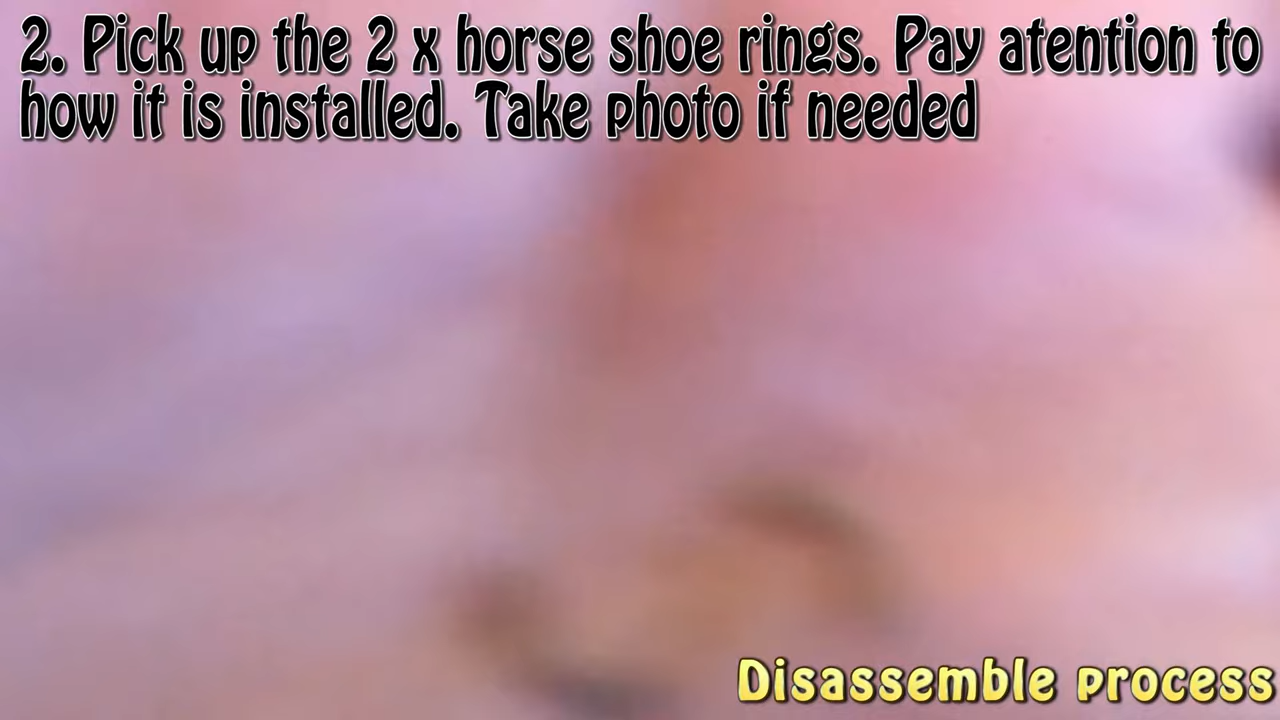 2. Pick up the 2 x horse shoe rings. Pay atention to
how it is installed. Take photo if needed
Disassemble process